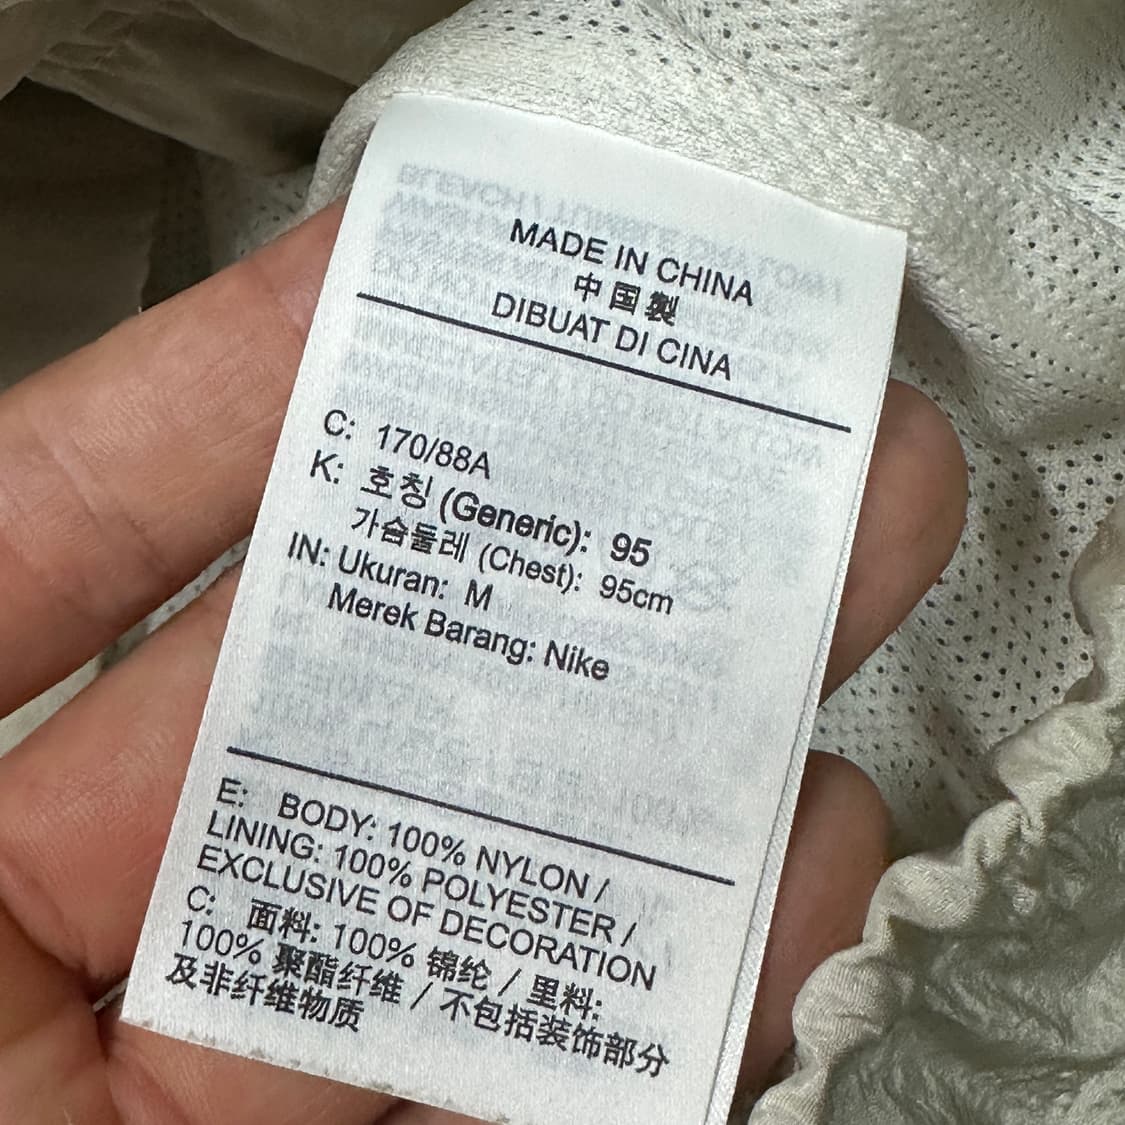 MADE IN CHINA
中国製
DIBUAT DI CINA
C: 170/88A
K: 호칭 (Generic): 95
가슴둘레 (Chest): 95cm
IN: Ukuran: M
Merek Barang: Nike
E: BODY: 100% NYLON /
LINING: 100% POLYESTER /
EXCLUSIVE OF DECORATION
C: 面料: 100% 锦纶 / 里料:
100% 聚酯纤维 / 不包括装饰部分
及非纤维物质